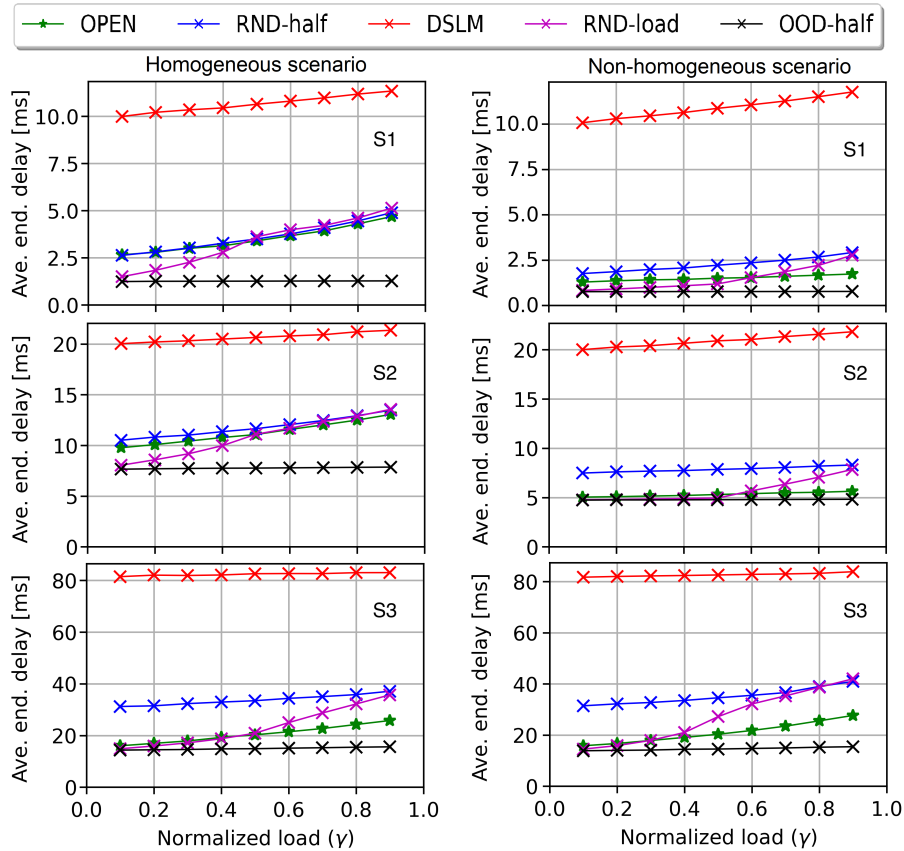 OPEN RND-half DSLM RND-load OOD-half
Homogeneous scenario
Non-homogeneous scenario
Ave. end. delay [ms]
10.0
7.5
5.0
2.5
0.0
S1
Ave. end. delay [ms]
10.0
7.5
5.0
2.5
0.0
S1
Ave. end. delay [ms]
20
15
10
5
0
S2
Ave. end. delay [ms]
20
15
10
5
0
S2
Ave. end. delay [ms]
80
60
40
20
0
S3
0.0 0.2 0.4 0.6 0.8 1.0
Normalized load (γ)
Ave. end. delay [ms]
80
60
40
20
0
S3
0.0 0.2 0.4 0.6 0.8 1.0
Normalized load (γ)